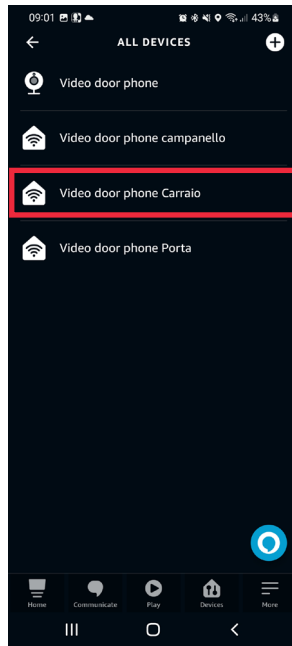 09:01 43%
ALL DEVICES
Video door phone
Video door phone campanello
Video door phone Carraio
Video door phone Porta
Home Communicate Play Devices More